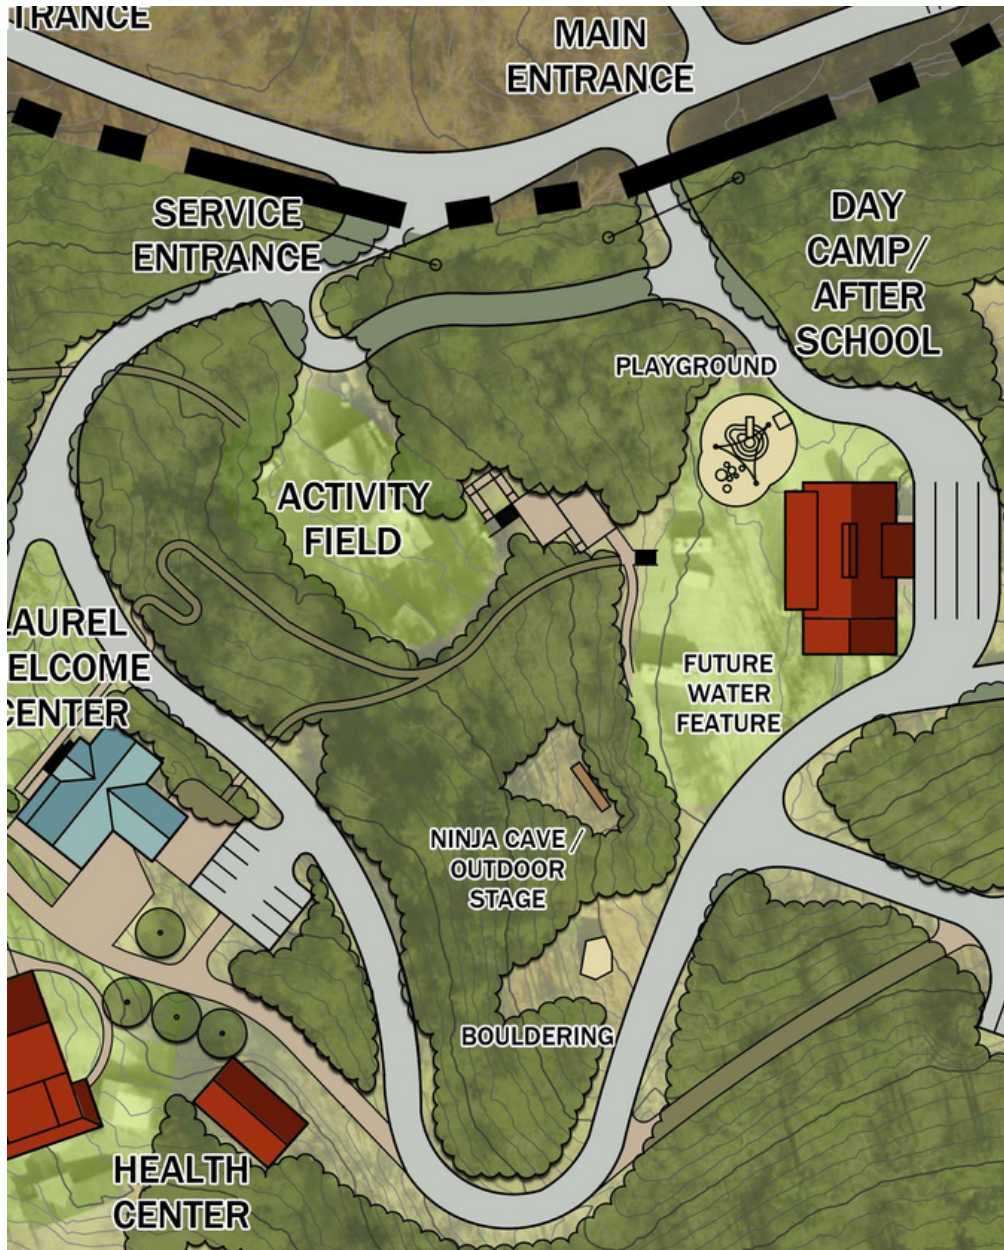 TRANCE
MAIN
ENTRANCE
SERVICE
ENTRANCE
DAY
CAMP/
AFTER
SCHOOL
PLAYGROUND
ACTIVITY
FIELD
LAUREL
ELCOME
CENTER
FUTURE
WATER
FEATURE
NINJA CAVE /
OUTDOOR
STAGE
BOULDERING
HEALTH
CENTER